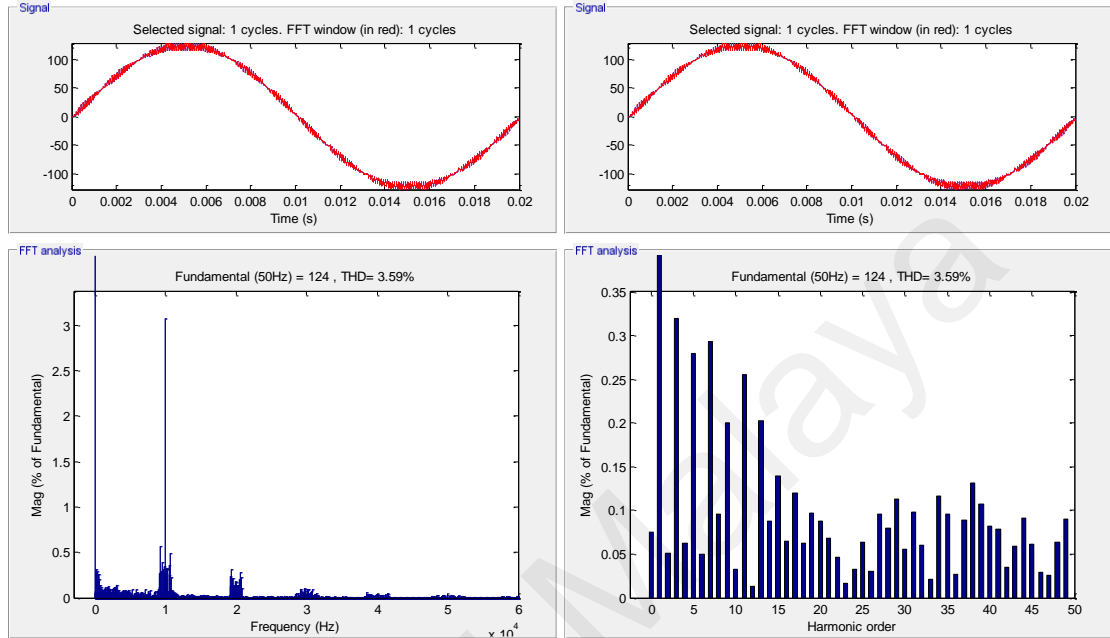 Signal
Selected signal: 1 cycles. FFT window (in red): 1 cycles
100
50
0
-50
-100
0 0.002 0.004 0.006 0.008 0.01 0.012 0.014 0.016 0.018 0.02
Time (s)
Signal
Selected signal: 1 cycles. FFT window (in red): 1 cycles
100
50
0
-50
-100
0 0.002 0.004 0.006 0.008 0.01 0.012 0.014 0.016 0.018 0.02
Time (s)
FFT analysis
Fundamental (50Hz) = 124 , THD= 3.59%
Mag (% of Fundamental)
3
2.5
2
1.5
1
0.5
0
0 1 2 3 4 5 6
Frequency (Hz)
x 10^4
FFT analysis
Fundamental (50Hz) = 124 , THD= 3.59%
Mag (% of Fundamental)
0.35
0.3
0.25
0.2
0.15
0.1
0.05
0
0 5 10 15 20 25 30 35 40 45 50
Harmonic order
Malaya